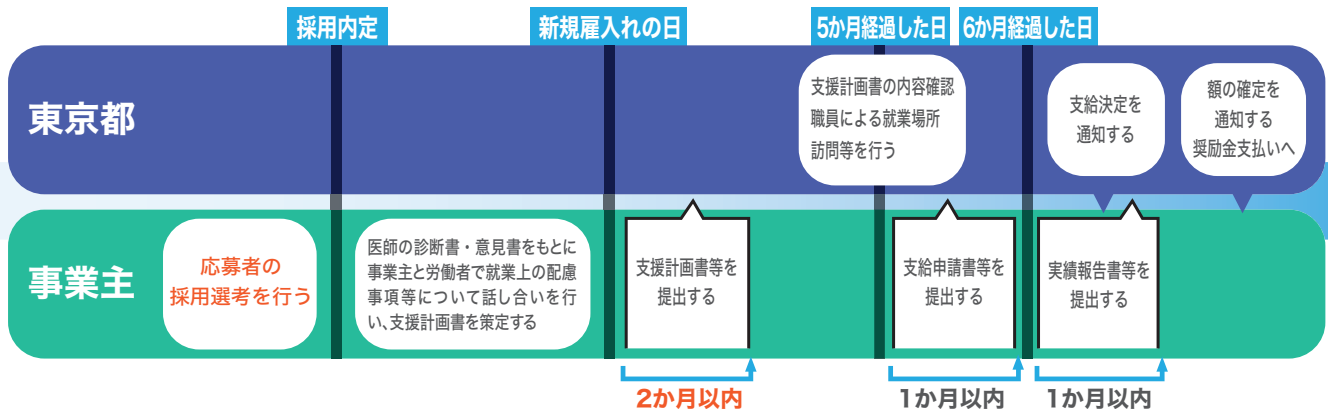 採用内定
新規雇入れの日
5か月経過した日
6か月経過した日
東京都
支援計画書の内容確認
職員による就業場所
訪問等を行う
支給決定を
通知する
額の確定を
通知する
奨励金支払いへ
事業主
応募者の
採用選考を行う
医師の診断書・意見書をもとに
事業主と労働者で就業上の配慮
事項等について話し合いを行
い、支援計画書を策定する
支援計画書等を
提出する
支給申請書等を
提出する
実績報告書等を
提出する
2か月以内
1か月以内
1か月以内